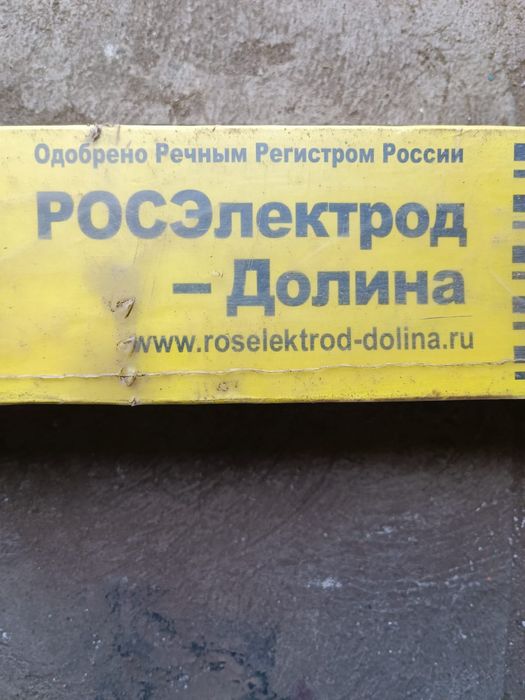 Одобрено Речным Регистром России
РОСЭлектрод
– Долина
www.roselektrod-dolina.ru